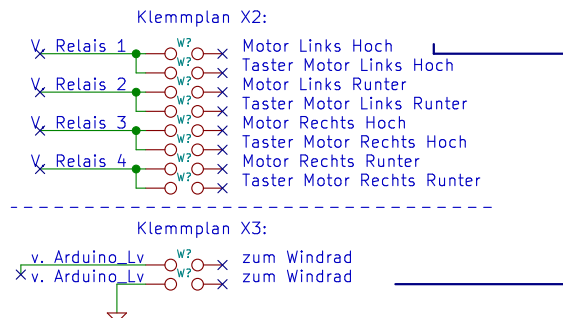 Klemmplan X2:
V. Relais 1 W? Motor Links Hoch
W? Taster Motor Links Hoch
V. Relais 2 W? Motor Links Runter
W? Taster Motor Links Runter
V. Relais 3 W? Motor Rechts Hoch
W? Taster Motor Rechts Hoch
V. Relais 4 W? Motor Rechts Runter
W? Taster Motor Rechts Runter
Klemmplan X3:
v. Arduino_Lv W? zum Windrad
v. Arduino_Lv W? zum Windrad